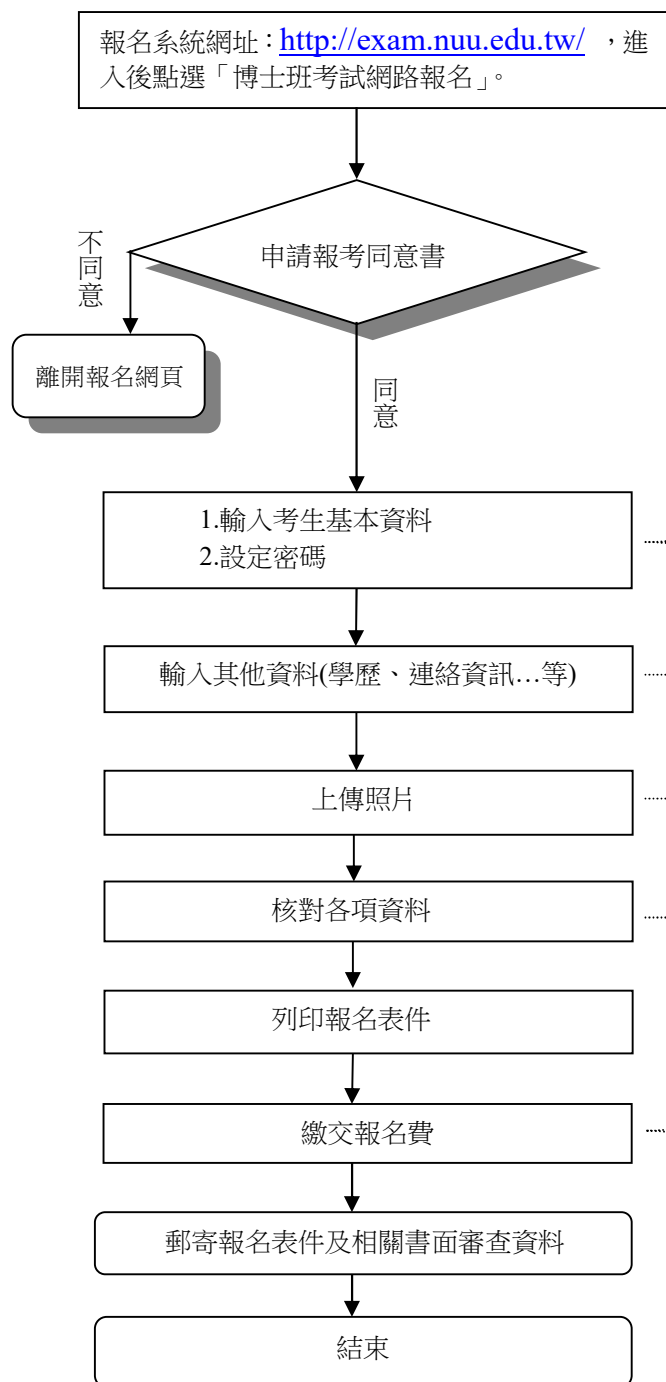 報名系統網址：http://exam.nuu.edu.tw/ ，進
入後點選「博士班考試網路報名」。
申請報考同意書
不同意
離開報名網頁
同意
1.輸入考生基本資料
2.設定密碼
輸入其他資料(學歷、連絡資訊…等)
上傳照片
核對各項資料
列印報名表件
繳交報名費
郵寄報名表件及相關書面審查資料
結束